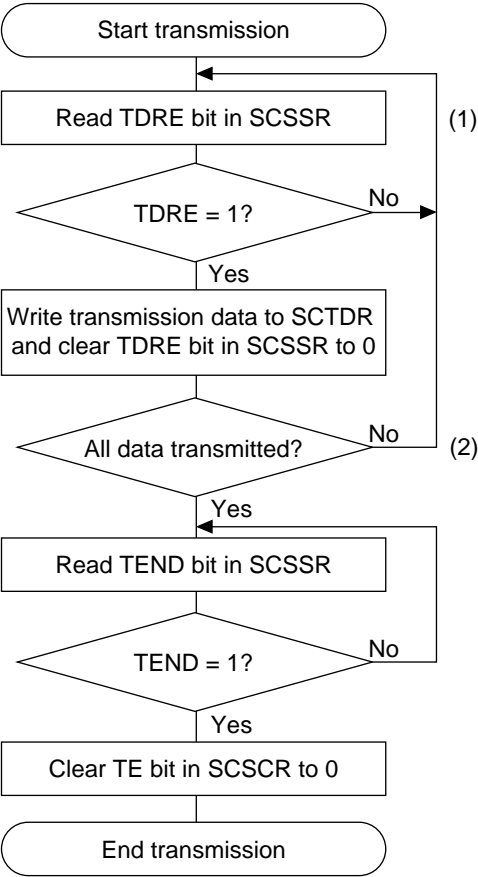 Start transmission
Read TDRE bit in SCSSR
(1)
TDRE = 1?
No
Yes
Write transmission data to SCTDR
and clear TDRE bit in SCSSR to 0
All data transmitted?
No
(2)
Yes
Read TEND bit in SCSSR
TEND = 1?
No
Yes
Clear TE bit in SCSCR to 0
End transmission